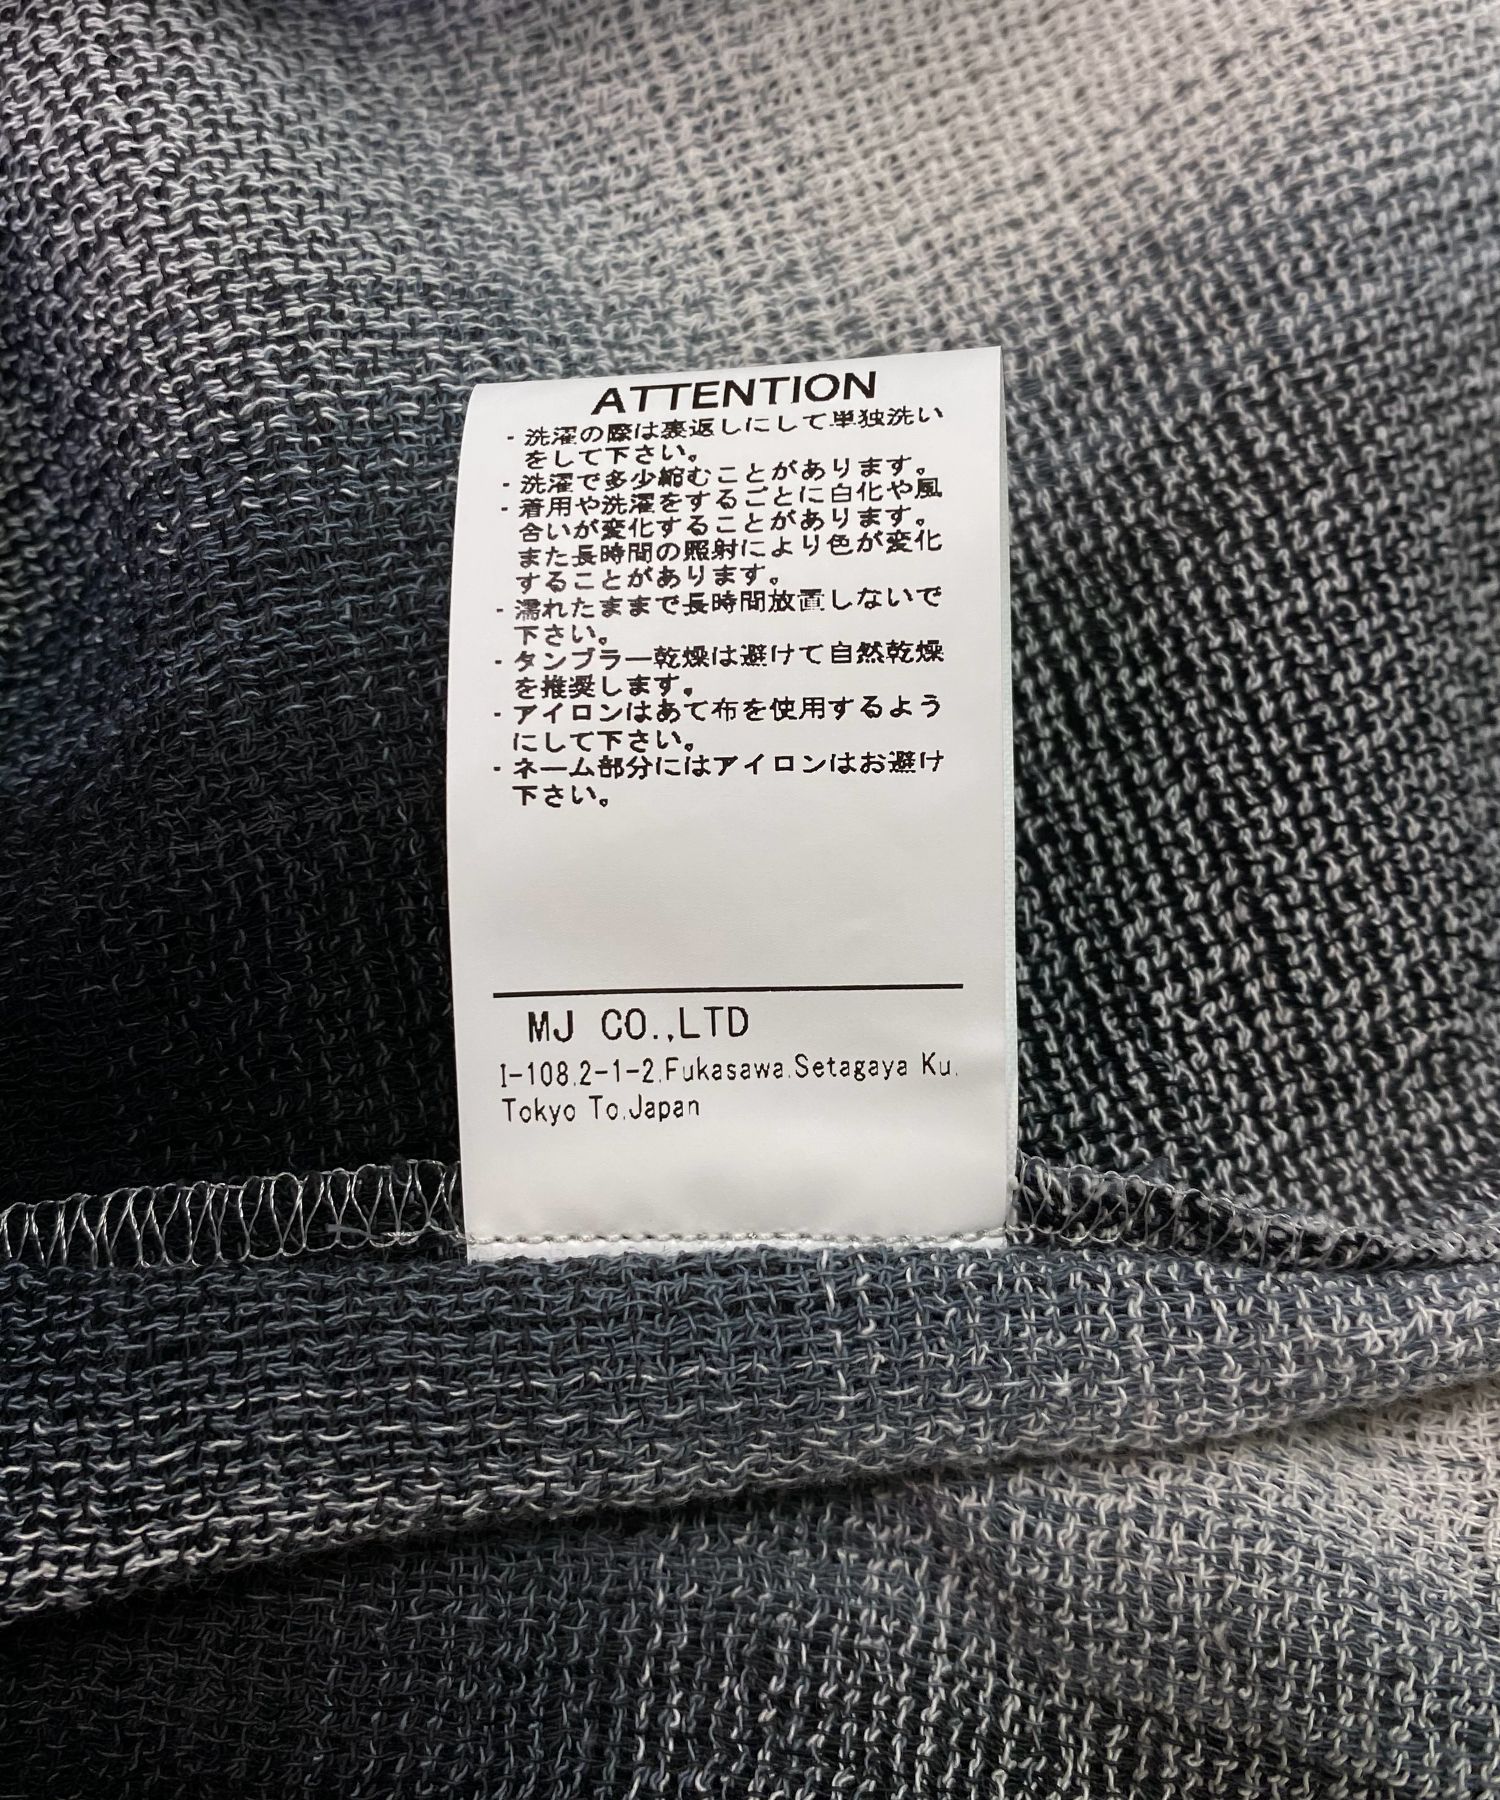 ATTENTION
・洗濯の際は裏返しにして単独洗い
をして下さい。
・洗濯で多少縮むことがあります。
・着用や洗濯をするごとに白化や風
合いが変化することがあります。
また長時間の照射により色が変化
することがあります。
・濡れたままで長時間放置しないで
下さい。
・タンブラー乾燥は避けて自然乾燥
を推奨します。
・アイロンはあて布を使用するよう
にして下さい。
・ネーム部分にはアイロンはお避け
下さい。
MJ CO.,LTD
I-108,2-1-2,Fukasawa,Setagaya Ku,
Tokyo To,Japan